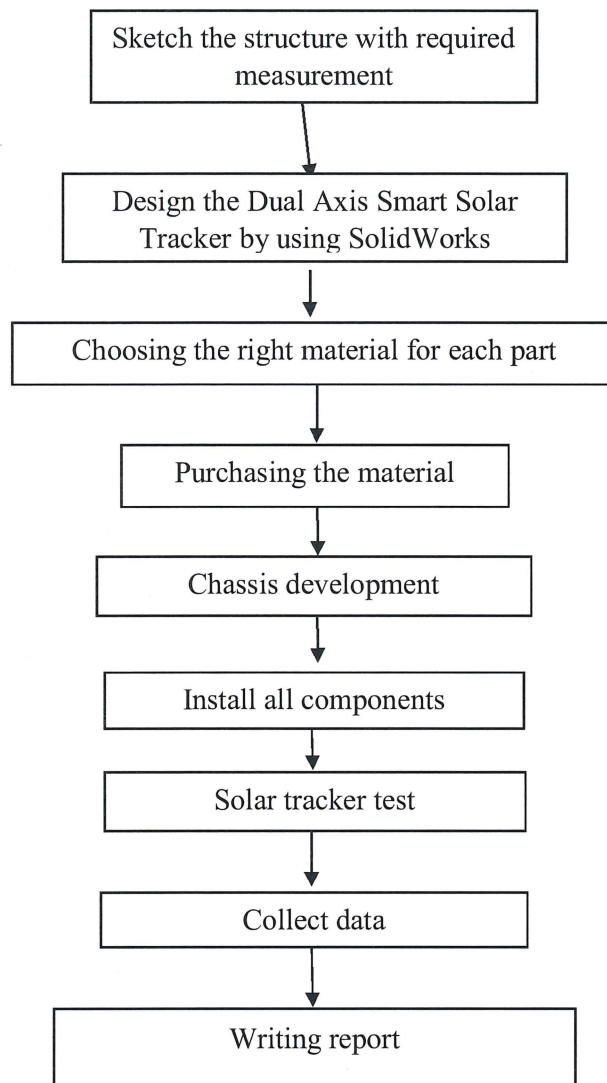 Sketch the structure with required
measurement
Design the Dual Axis Smart Solar
Tracker by using SolidWorks
Choosing the right material for each part
Purchasing the material
Chassis development
Install all components
Solar tracker test
Collect data
Writing report